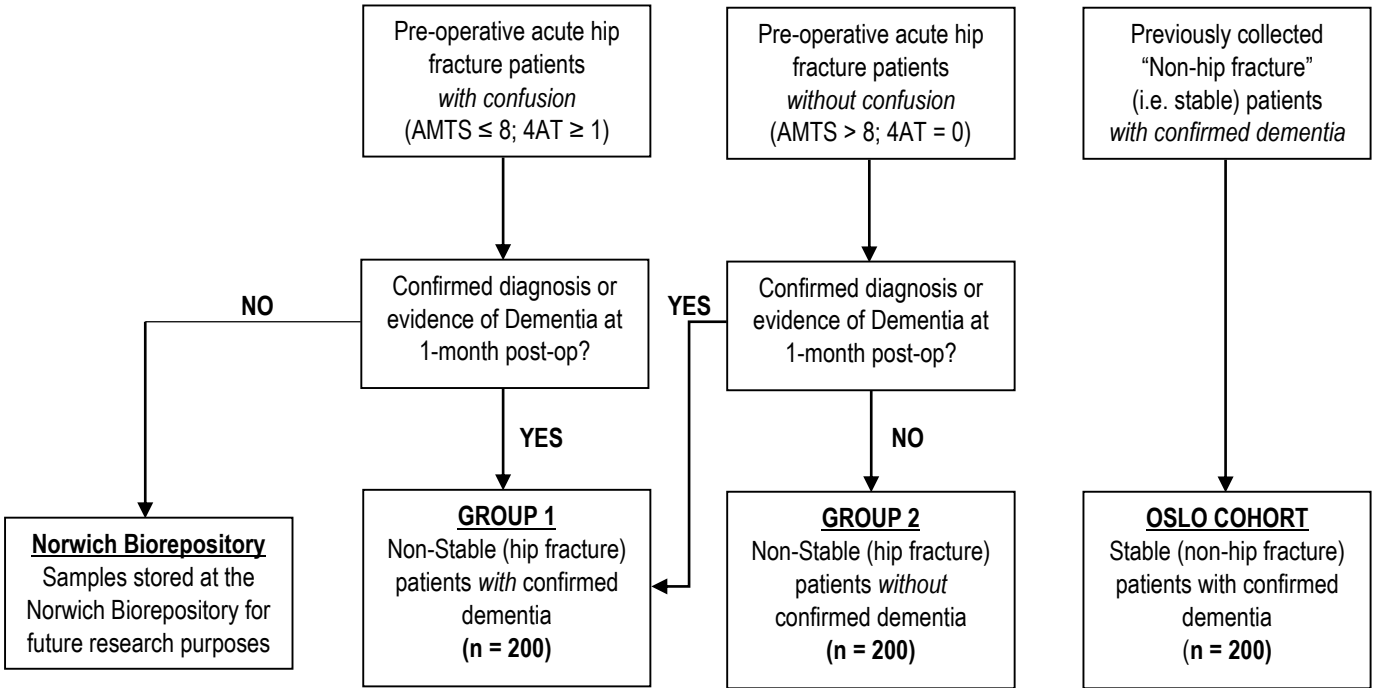 Pre-operative acute hip
fracture patients
with confusion
(AMTS ≤ 8; 4AT ≥ 1)
Pre-operative acute hip
fracture patients
without confusion
(AMTS > 8; 4AT = 0)
Previously collected
“Non-hip fracture”
(i.e. stable) patients
with confirmed dementia
NO
Confirmed diagnosis or
evidence of Dementia at
1-month post-op?
YES
Confirmed diagnosis or
evidence of Dementia at
1-month post-op?
YES
NO
Norwich Biorepository
Samples stored at the
Norwich Biorepository for
future research purposes
GROUP 1
Non-Stable (hip fracture)
patients with confirmed
dementia
(n = 200)
GROUP 2
Non-Stable (hip fracture)
patients without
confirmed dementia
(n = 200)
OSLO COHORT
Stable (non-hip fracture)
patients with confirmed
dementia
(n = 200)